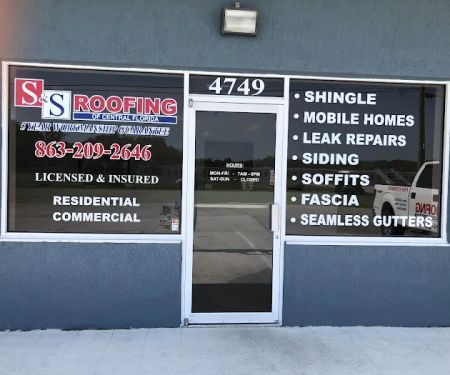 4749
S&S ROOFING
OF CENTRAL FLORIDA
5 YEAR WORKMANSHIP GUARANTEE
863-209-2646
LICENSED & INSURED
RESIDENTIAL
COMMERCIAL
HOURS:
MON-FRI - 7AM - 5PM
SAT-SUN - CLOSED
• SHINGLE
• MOBILE HOMES
• LEAK REPAIRS
• SIDING
• SOFFITS
• FASCIA
• SEAMLESS GUTTERS